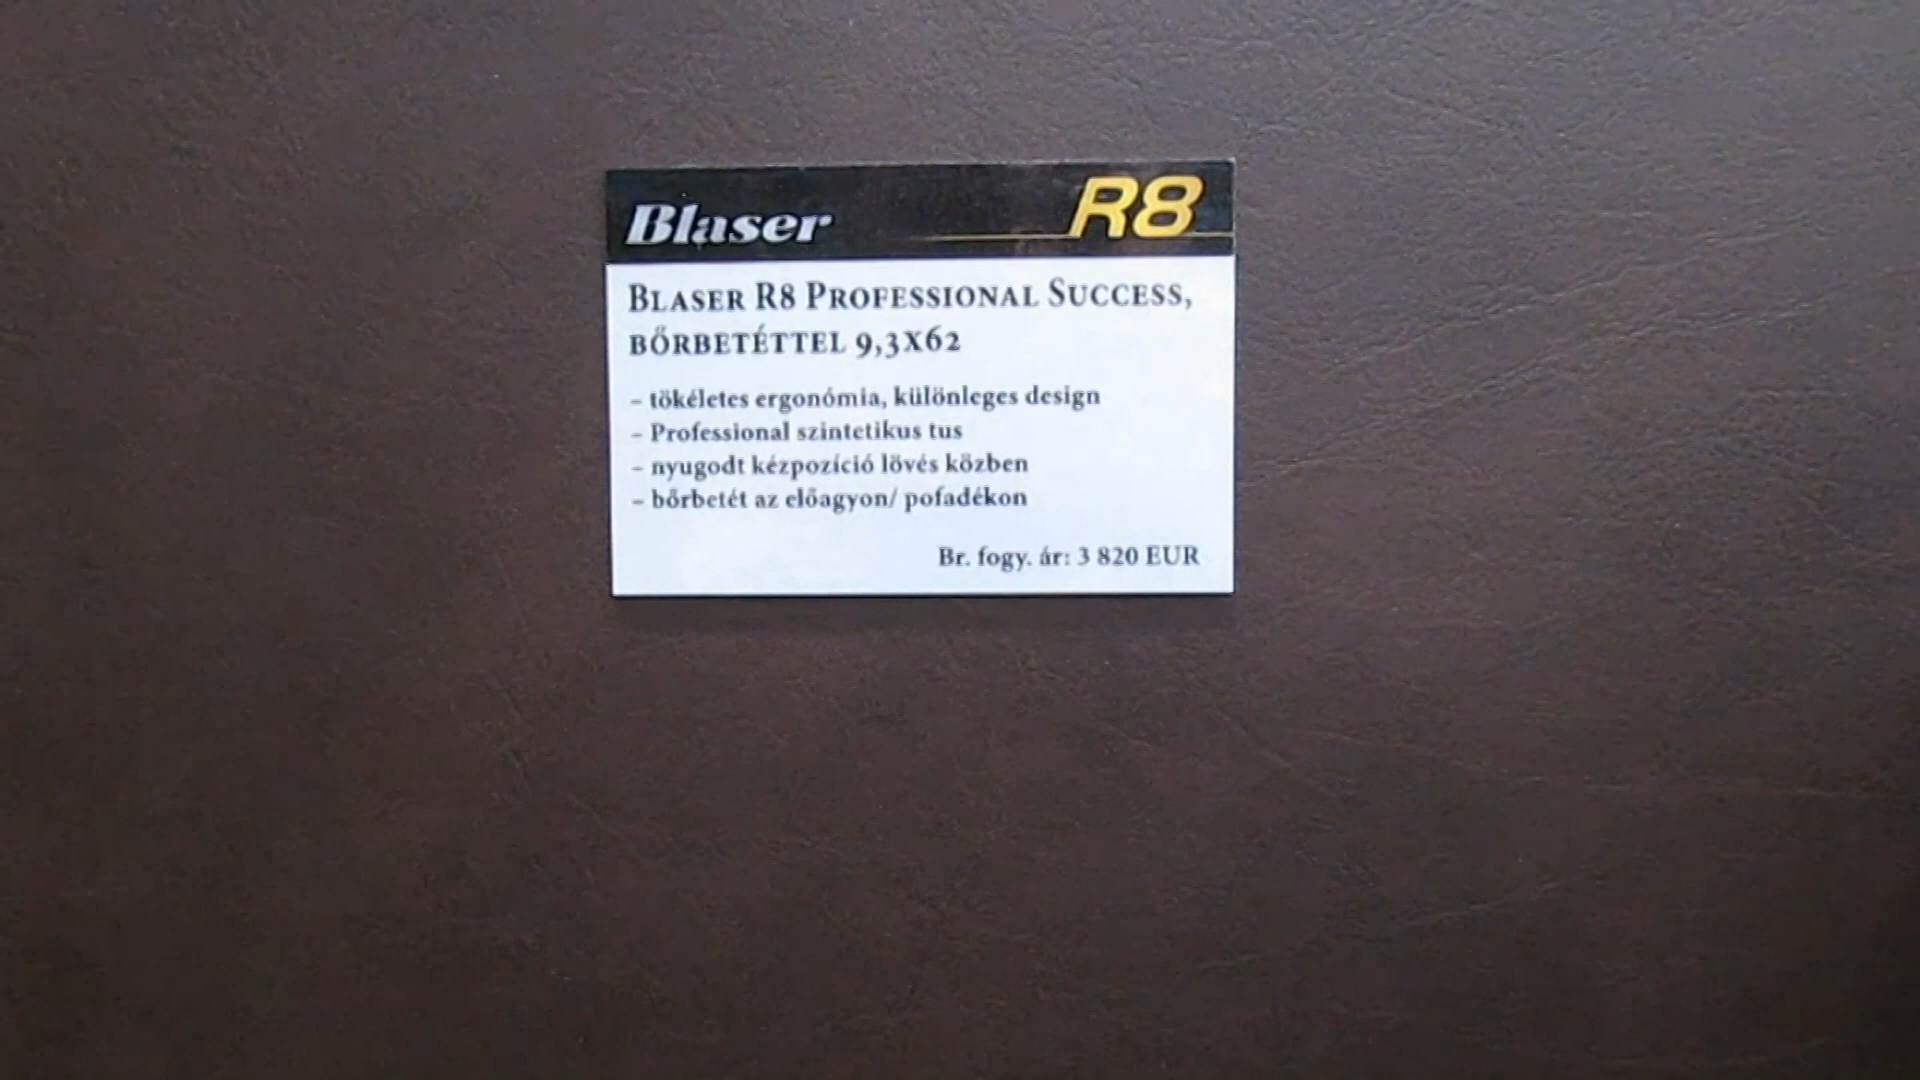 Blaser R8
BLASER R8 PROFESSIONAL SUCCESS,
BŐRBETÉTTEL 9,3X62
- tökéletes ergonómia, különleges design
- Professional szintetikus tus
- nyugodt kézpozíció lövés közben
- bőrbetét az előagyon/ pofadékon
Br. fogy. ár: 3 820 EUR